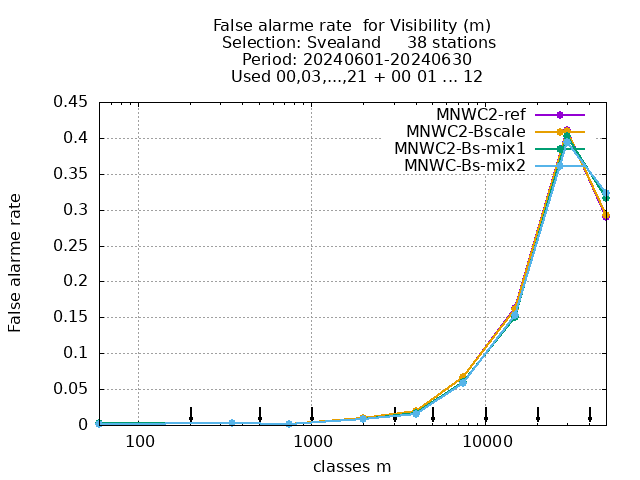 False alarme rate  for Visibility (m)
Selection: Svealand     38 stations
Period: 20240601-20240630
Used 00,03,...,21 + 00 01 ... 12
MNWC2-ref
MNWC2-Bscale
MNWC2-Bs-mix1
MNWC-Bs-mix2
False alarme rate
0.45
0.4
0.35
0.3
0.25
0.2
0.15
0.1
0.05
0
100 1000 10000
classes m